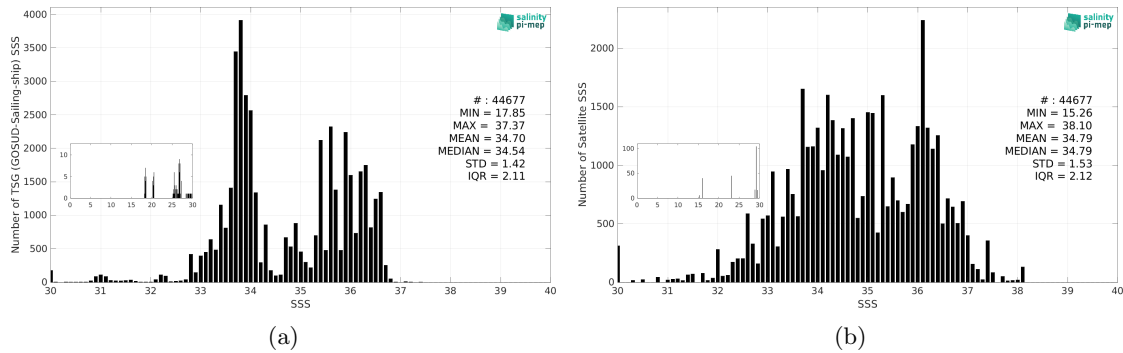 salinity
pi-mep
Number of TSG (GOSUD-Sailing-ship) SSS
4000
3500
3000
2500
2000
1500
1000
500
0
# : 44677
MIN = 17.85
MAX = 37.37
MEAN = 34.70
MEDIAN = 34.54
STD = 1.42
IQR = 2.11
10
5
0
0 5 10 15 20 25 30
30 31 32 33 34 35 36 37 38 39 40
SSS
(a)
salinity
pi-mep
Number of Satellite SSS
2000
1500
1000
500
0
# : 44677
MIN = 15.26
MAX = 38.10
MEAN = 34.79
MEDIAN = 34.79
STD = 1.53
IQR = 2.12
100
50
0
0 5 10 15 20 25 30
30 31 32 33 34 35 36 37 38 39 40
SSS
(b)